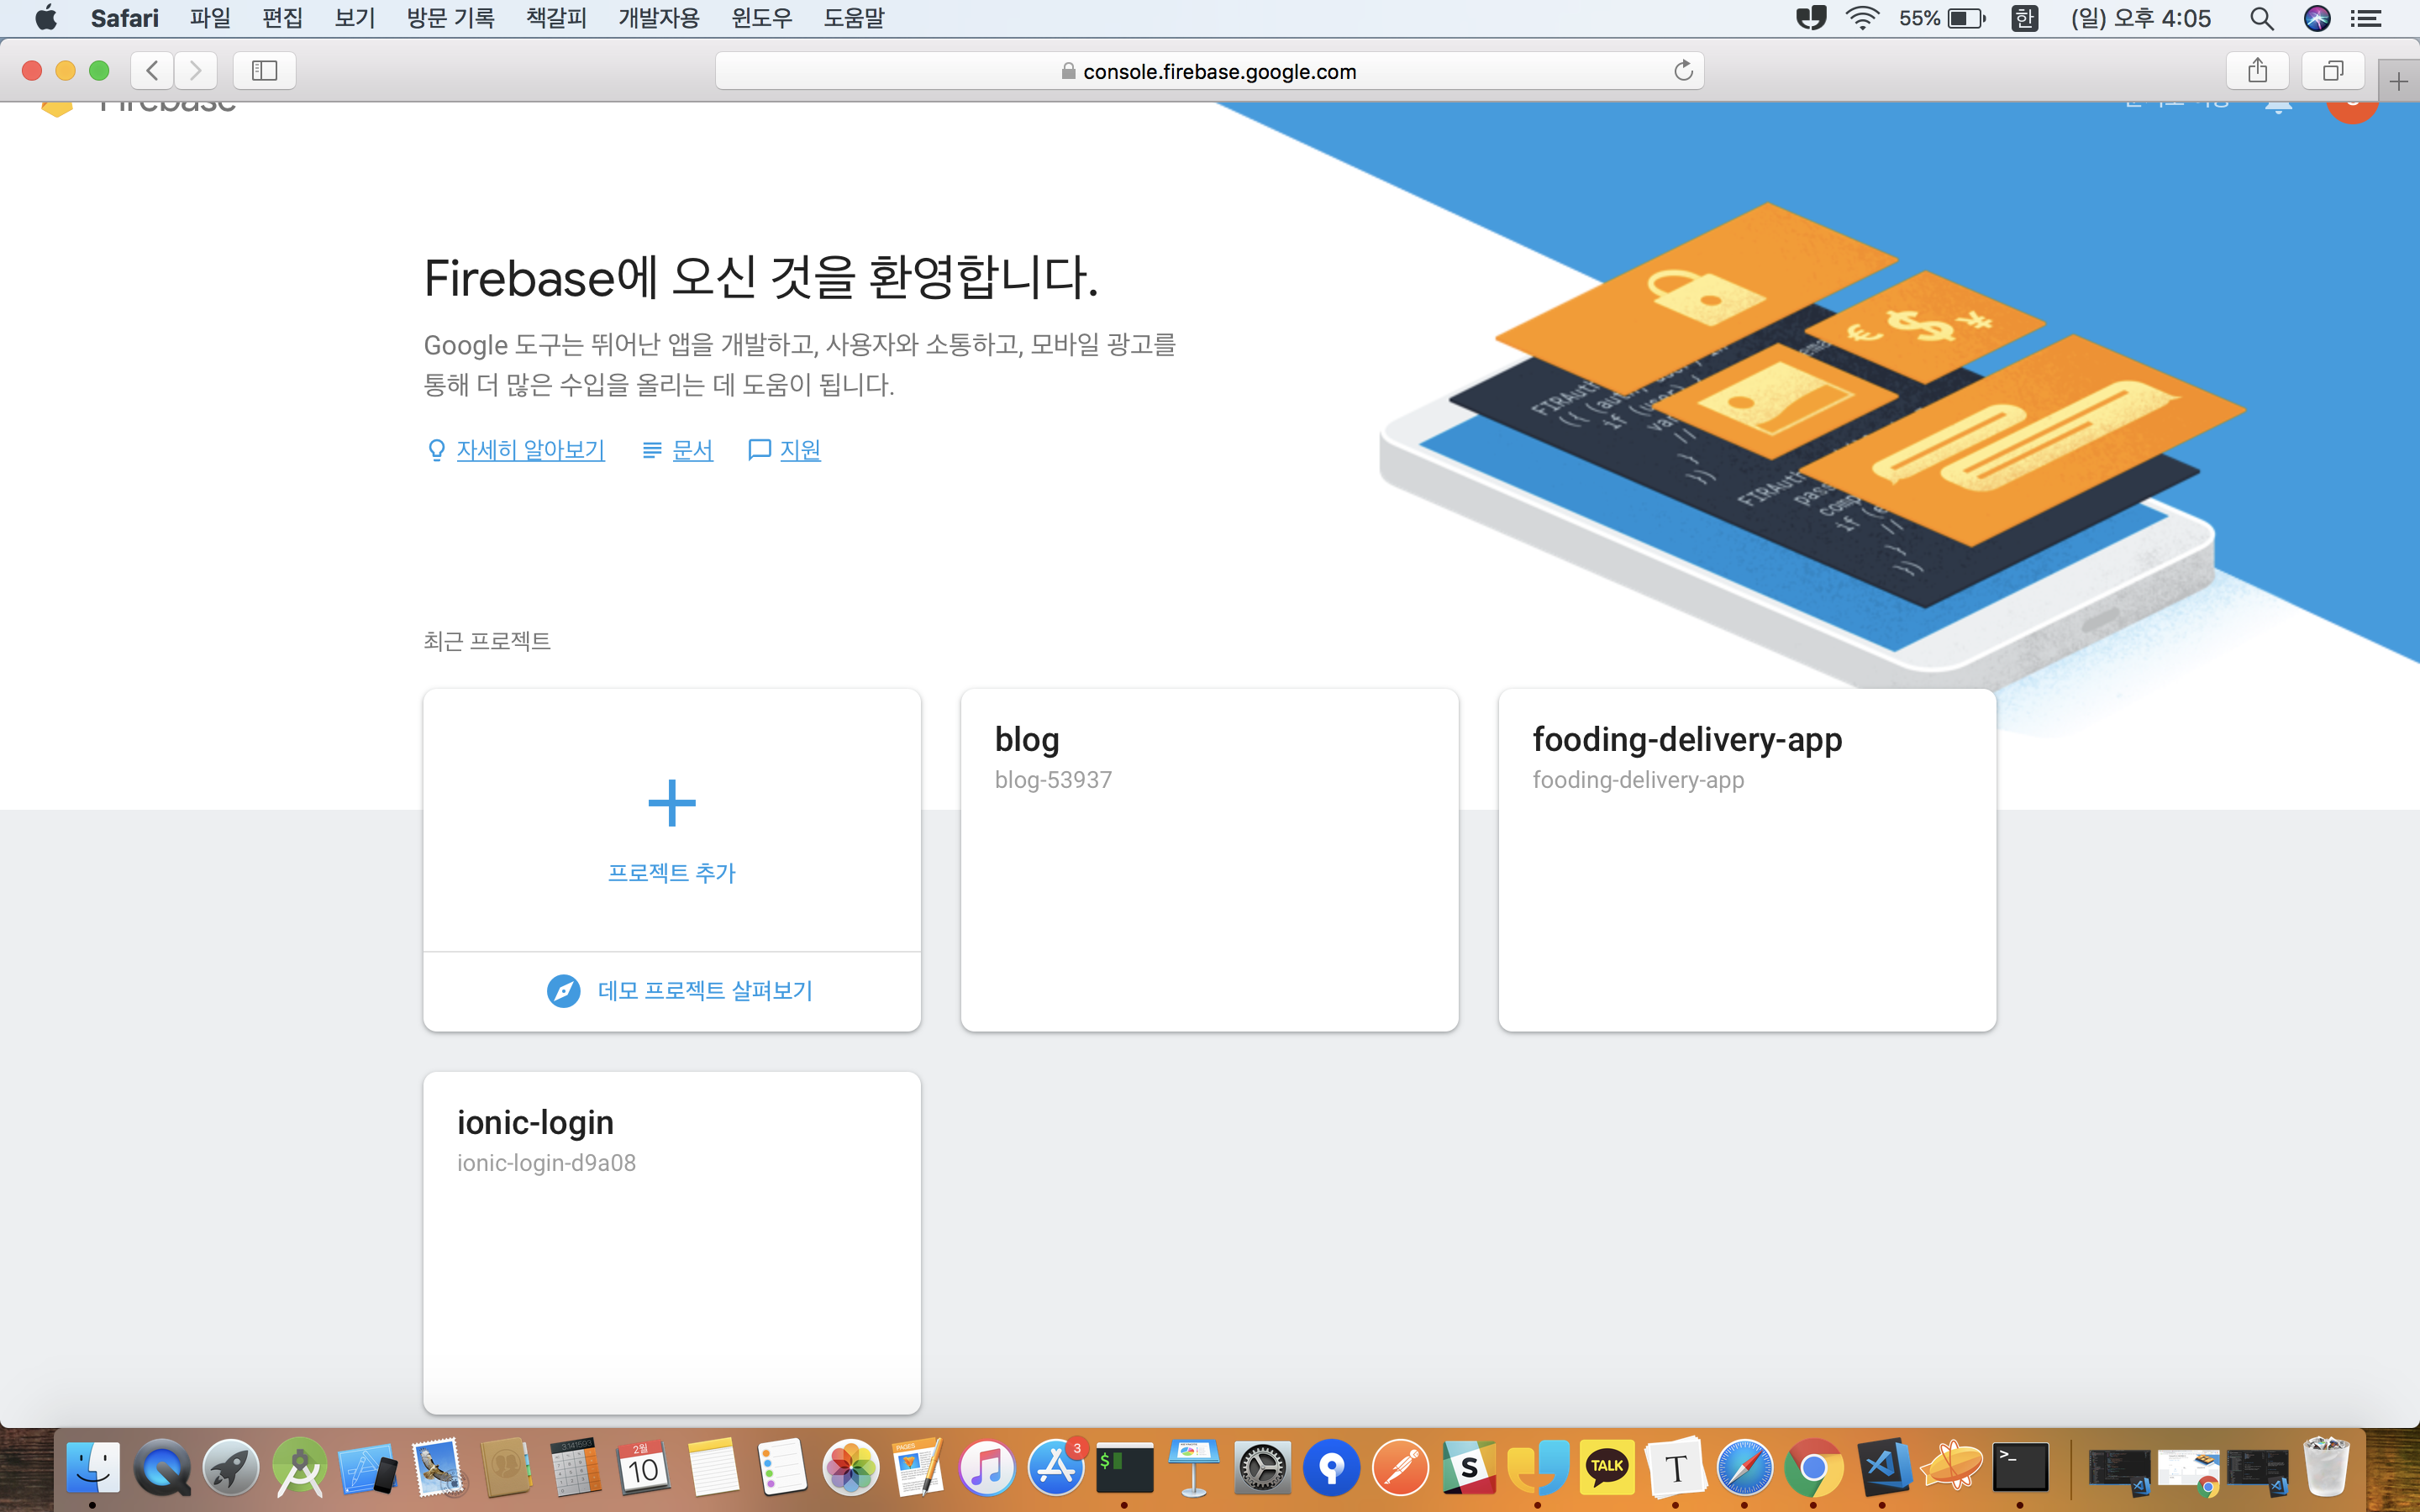 Safari 파일 편집 보기 방문 기록 책갈피 개발자용 윈도우 도움말 55% 한 (일) 오후 4:05
console.firebase.google.com
Firebase
Firebase에 오신 것을 환영합니다.
Google 도구는 뛰어난 앱을 개발하고, 사용자와 소통하고, 모바일 광고를
통해 더 많은 수입을 올리는 데 도움이 됩니다.
자세히 알아보기 문서 지원
최근 프로젝트
프로젝트 추가
데모 프로젝트 살펴보기
blog
blog-53937
fooding-delivery-app
fooding-delivery-app
ionic-login
ionic-login-d9a08
2월
10
PAGES
3
$
S
TALK
T
>_